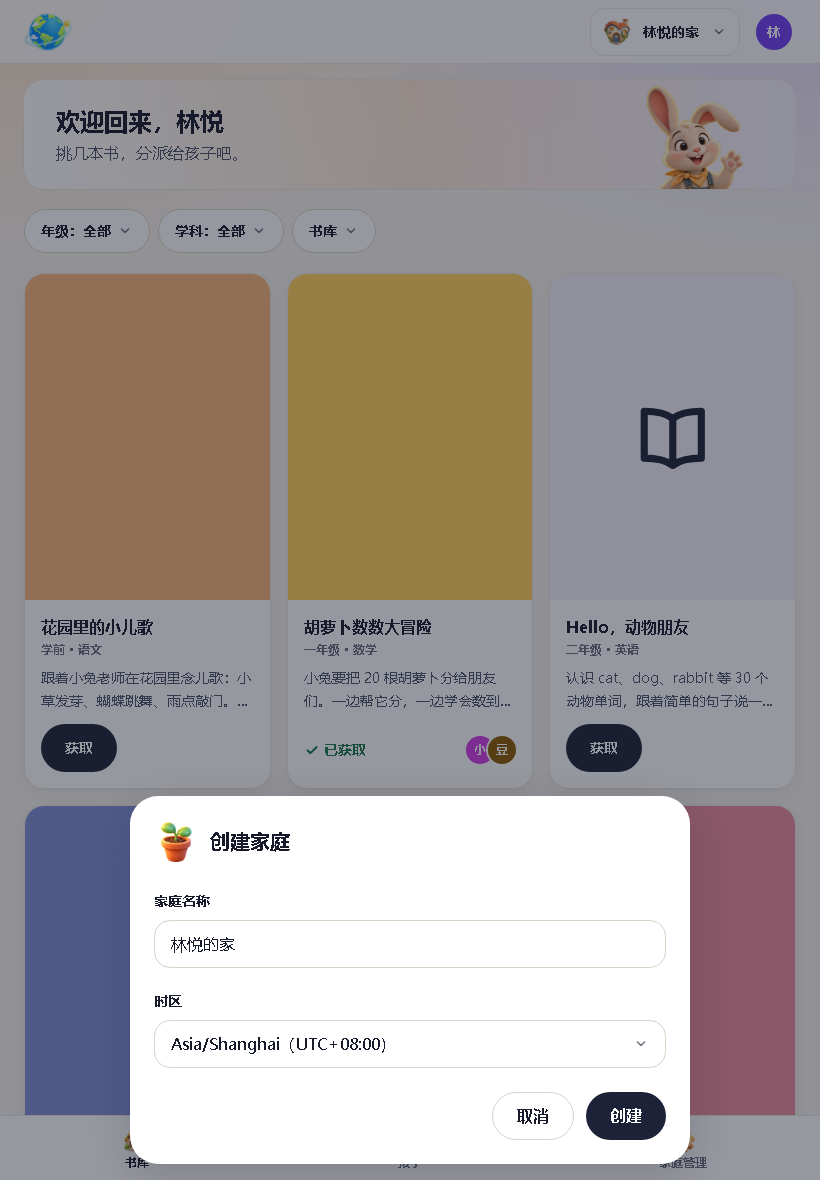 林悦的家
林
欢迎回来，林悦
挑几本书，分派给孩子吧。
年级：全部
学科：全部
书库
花园里的小儿歌
学前·语文
跟着小兔老师在花园里念儿歌：小
草发芽、蝴蝶跳舞、雨点敲门。...
获取
胡萝卜数数大冒险
一年级·数学
小兔要把 20 根胡萝卜分给朋友
们。一边帮它分，一边学会数到...
已获取
小
豆
Hello，动物朋友
二年级·英语
认识 cat、dog、rabbit 等 30 个
动物单词，跟着简单的句子说一...
获取
创建家庭
家庭名称
林悦的家
时区
Asia/Shanghai（UTC+08:00）
取消
创建
书库
家庭管理